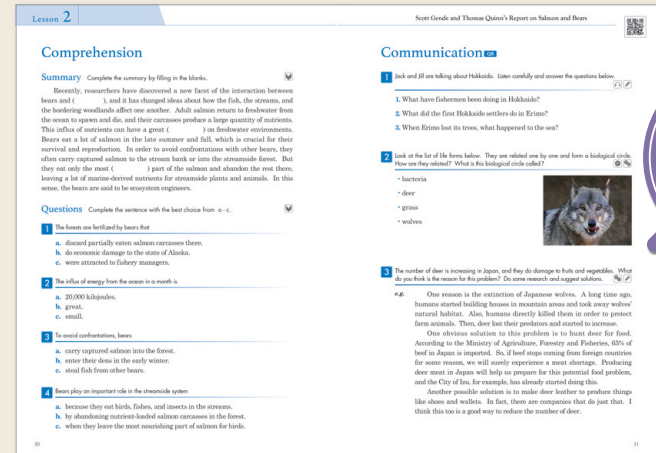 Lesson 2
Comprehension
Summary Complete the summary by filling in the blanks.
Recently, researchers have discovered a new facet of the interaction between
bears and (          ), and it has changed ideas about how the fish, the streams, and
the bordering woodlands affect one another. Adult salmon return to freshwater from
the ocean to spawn and die, and their carcasses produce a large quantity of nutrients.
This influx of nutrients can have a great (          ) on freshwater environments.
Bears eat a lot of salmon in the late summer and fall, which is crucial for their
survival and reproduction. In order to avoid confrontations with other bears, they
often carry captured salmon to the stream bank or into the streamside forest. But
they eat only the most (          ) part of the salmon and abandon the rest there,
leaving a lot of marine-derived nutrients for streamside plants and animals. In this
sense, the bears are said to be ecosystem engineers.
Questions Complete the sentence with the best choice from a - c.
1 The forests are fertilized by bears that
a. discard partially eaten salmon carcasses there.
b. do economic damage to the state of Alaska.
c. were attracted to fishery managers.
2 The influx of energy from the ocean in a month is
a. 20,000 kilojoules.
b. great.
c. small.
3 To avoid confrontations, bears
a. carry captured salmon into the forest.
b. enter their dens in the early winter.
c. steal fish from other bears.
4 Bears play an important role in the streamside system
a. because they eat birds, fishes, and insects in the streams.
b. by abandoning nutrient-loaded salmon carcasses in the forest.
c. when they leave the most nourishing part of salmon for birds.
30
Scott Gende and Thomas Quinn's Report on Salmon and Bears
Communication
1 Jack and Jill are talking about Hokkaido. Listen carefully and answer the questions below.
1. What have fishermen been doing in Hokkaido?
2. What did the first Hokkaido settlers do in Erimo?
3. When Erimo lost its trees, what happened to the sea?
2 Look at the list of life forms below. They are related one by one and form a biological circle.
How are they related? What is this biological circle called?
• bacteria
• deer
• grass
• wolves
3 The number of deer is increasing in Japan, and they do damage to fruits and vegetables. What
do you think is the reason for this problem? Do some research and suggest solutions.
e.g. One reason is the extinction of Japanese wolves. A long time ago,
humans started building houses in mountain areas and took away wolves'
natural habitat. Also, humans directly killed them in order to protect
farm animals. Then, deer lost their predators and started to increase.
One obvious solution to this problem is to hunt deer for food.
According to the Ministry of Agriculture, Forestry and Fisheries, 65% of
beef in Japan is imported. So, if beef stops coming from foreign countries
for some reason, we will surely experience a meat shortage. Producing
deer meat in Japan will help us prepare for this potential food problem,
and the City of Izu, for example, has already started doing this.
Another possible solution is to make deer leather to produce things
like shoes and wallets. In fact, there are companies that do just that. I
think this too is a good way to reduce the number of deer.
31